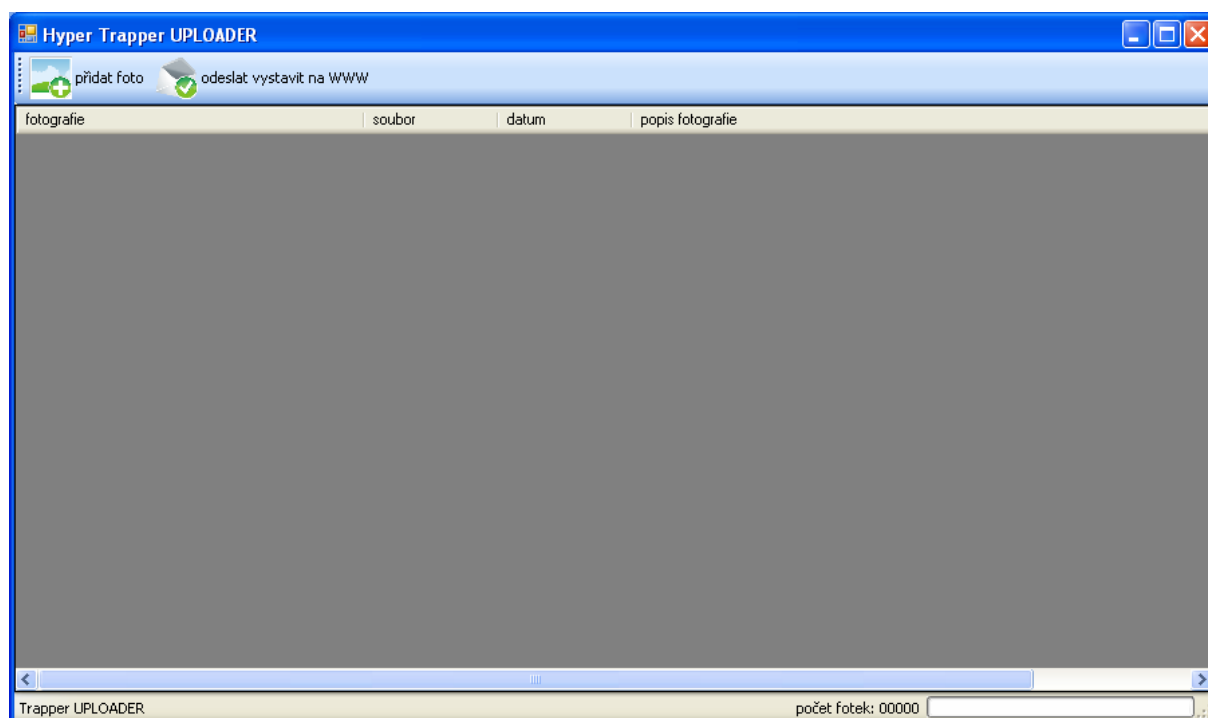 Hyper Trapper UPLOADER
přidat foto odeslat vystavit na WWW
fotografie soubor datum popis fotografie
Trapper UPLOADER počet fotek: 00000